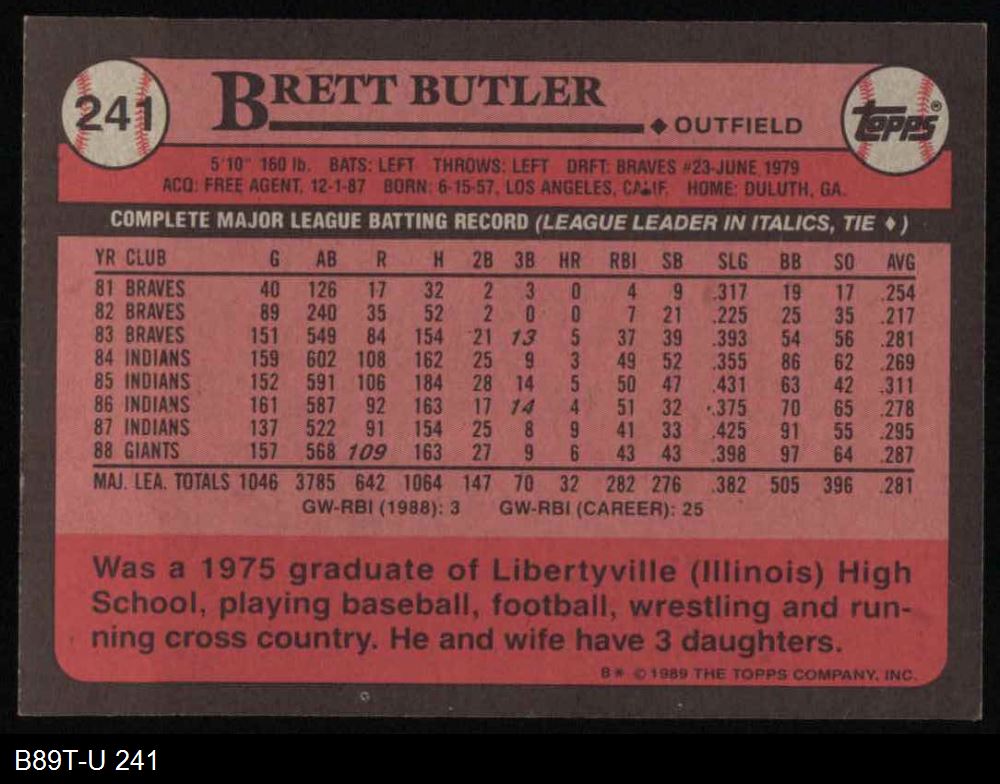 241
BRETT BUTLER
◆ OUTFIELD
TOPPS®
5'10" 160 lb. BATS: LEFT THROWS: LEFT DRFT: BRAVES #23-JUNE, 1979
ACQ: FREE AGENT, 12-1-87 BORN: 6-15-57, LOS ANGELES, CALIF. HOME: DULUTH, GA.
COMPLETE MAJOR LEAGUE BATTING RECORD (LEAGUE LEADER IN ITALICS, TIE ♦)
YR CLUB G AB R H 2B 3B HR RBI SB SLG BB SO AVG
81 BRAVES 40 126 17 32 2 3 0 4 9 .317 19 17 .254
82 BRAVES 89 240 35 52 2 0 0 7 21 .225 25 35 .217
83 BRAVES 151 549 84 154 21 13 5 37 39 .393 54 56 .281
84 INDIANS 159 602 108 162 25 9 3 49 52 .355 86 62 .269
85 INDIANS 152 591 106 184 28 14 5 50 47 .431 63 42 .311
86 INDIANS 161 587 92 163 17 14 4 51 32 .375 70 65 .278
87 INDIANS 137 522 91 154 25 8 9 41 33 .425 91 55 .295
88 GIANTS 157 568 109 163 27 9 6 43 43 .398 97 64 .287
MAJ. LEA. TOTALS 1046 3785 642 1064 147 70 32 282 276 .382 505 396 .281
GW-RBI (1988): 3 GW-RBI (CAREER): 25
Was a 1975 graduate of Libertyville (Illinois) High
School, playing baseball, football, wrestling and run-
ning cross country. He and wife have 3 daughters.
B* © 1989 THE TOPPS COMPANY, INC.
B89T-U 241